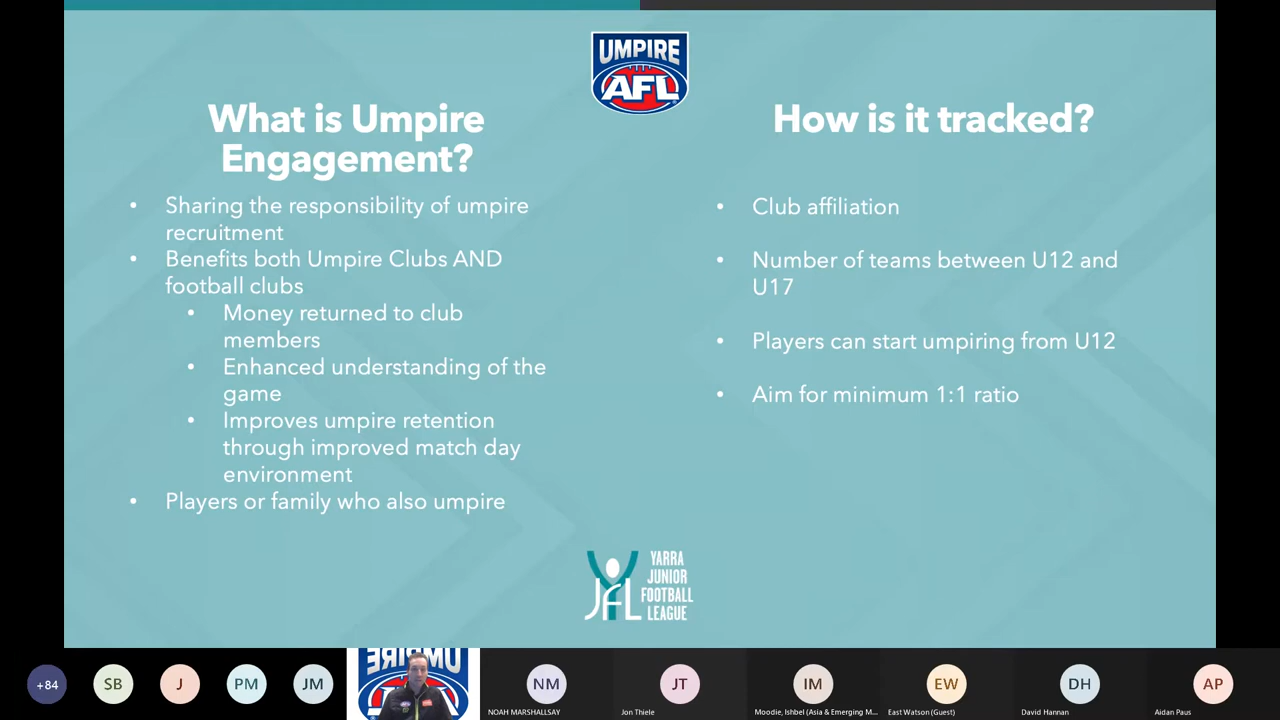 UMPIRE
AFL
What is Umpire
Engagement?
• Sharing the responsibility of umpire
recruitment
• Benefits both Umpire Clubs AND
football clubs
• Money returned to club
members
• Enhanced understanding of the
game
• Improves umpire retention
through improved match day
environment
• Players or family who also umpire
How is it tracked?
• Club affiliation
• Number of teams between U12 and
U17
• Players can start umpiring from U12
• Aim for minimum 1:1 ratio
YJFL
YARRA
JUNIOR
FOOTBALL
LEAGUE
+84
SB
J
PM
JM
UMPIRE
NM
NOAH MARSHALLSAY
JT
Jon Thiele
IM
Moodie, Ishbel (Asia & Emerging M...
EW
East Watson (Guest)
DH
David Hannan
AP
Aidan Paus